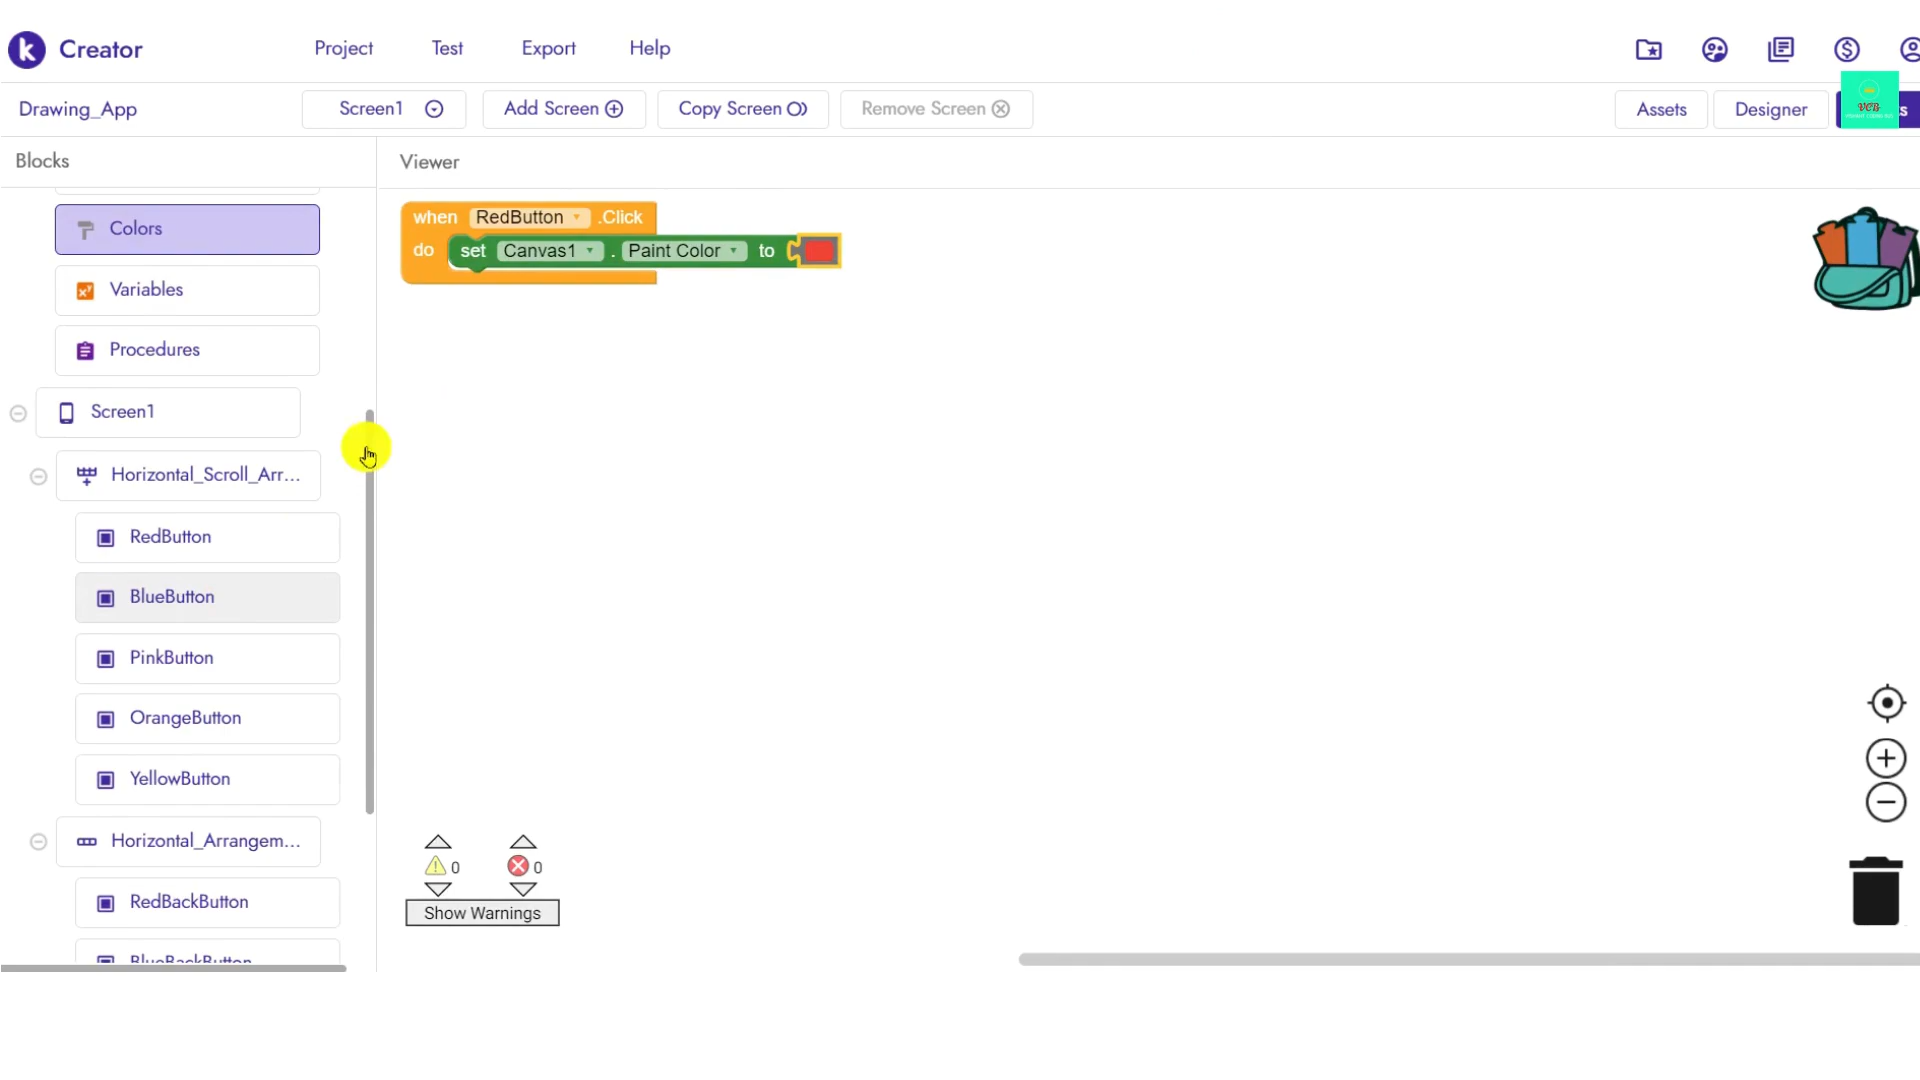 Creator
Project
Test
Export
Help
Drawing_App
Screen1
Add Screen
Copy Screen
Remove Screen
Assets
Designer
VCB
s
Blocks
Viewer
Colors
Variables
Procedures
Screen1
Horizontal_Scroll_Arr...
RedButton
BlueButton
PinkButton
OrangeButton
YellowButton
Horizontal_Arrangem...
RedBackButton
BlueBackButton
when RedButton .Click
do set Canvas1 . Paint Color to
0
0
Show Warnings